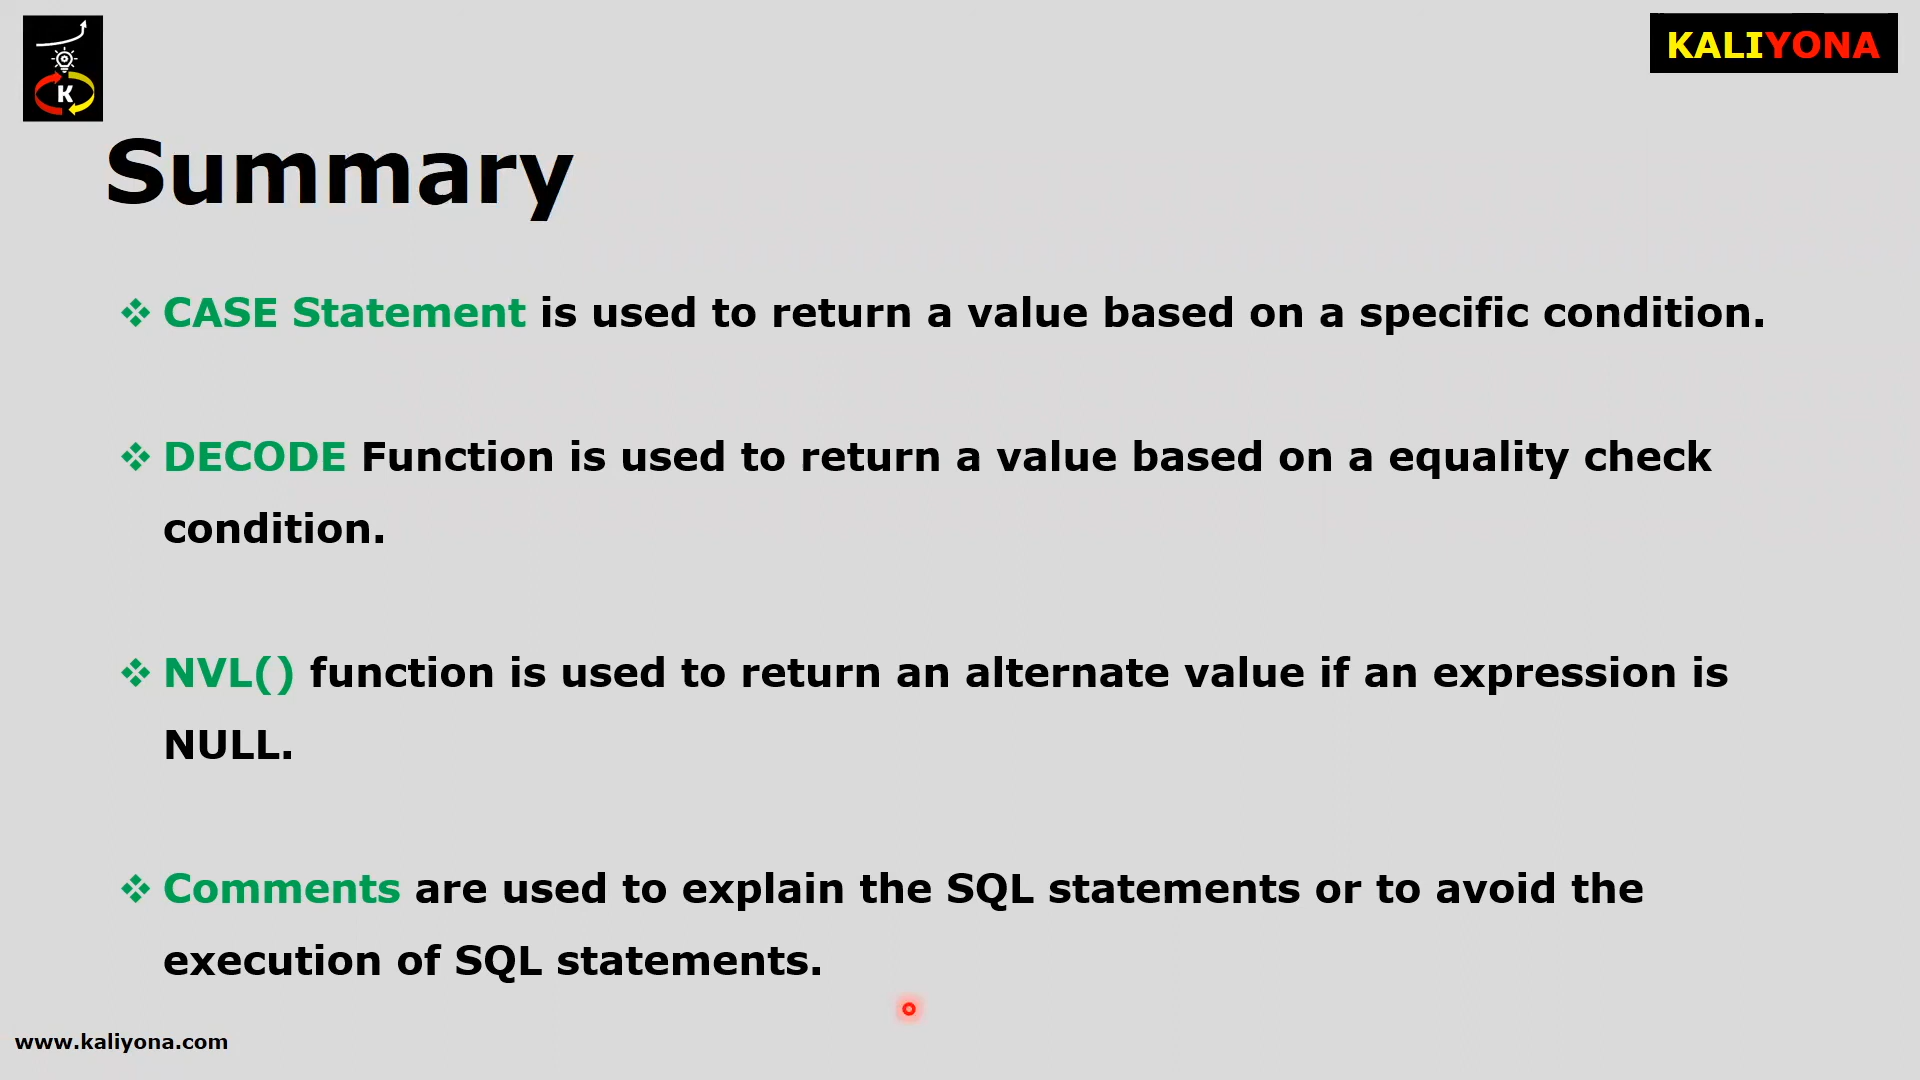 K
KALIYONA
Summary
CASE Statement is used to return a value based on a specific condition.
DECODE Function is used to return a value based on a equality check
condition.
NVL() function is used to return an alternate value if an expression is
NULL.
Comments are used to explain the SQL statements or to avoid the
execution of SQL statements.
www.kaliyona.com